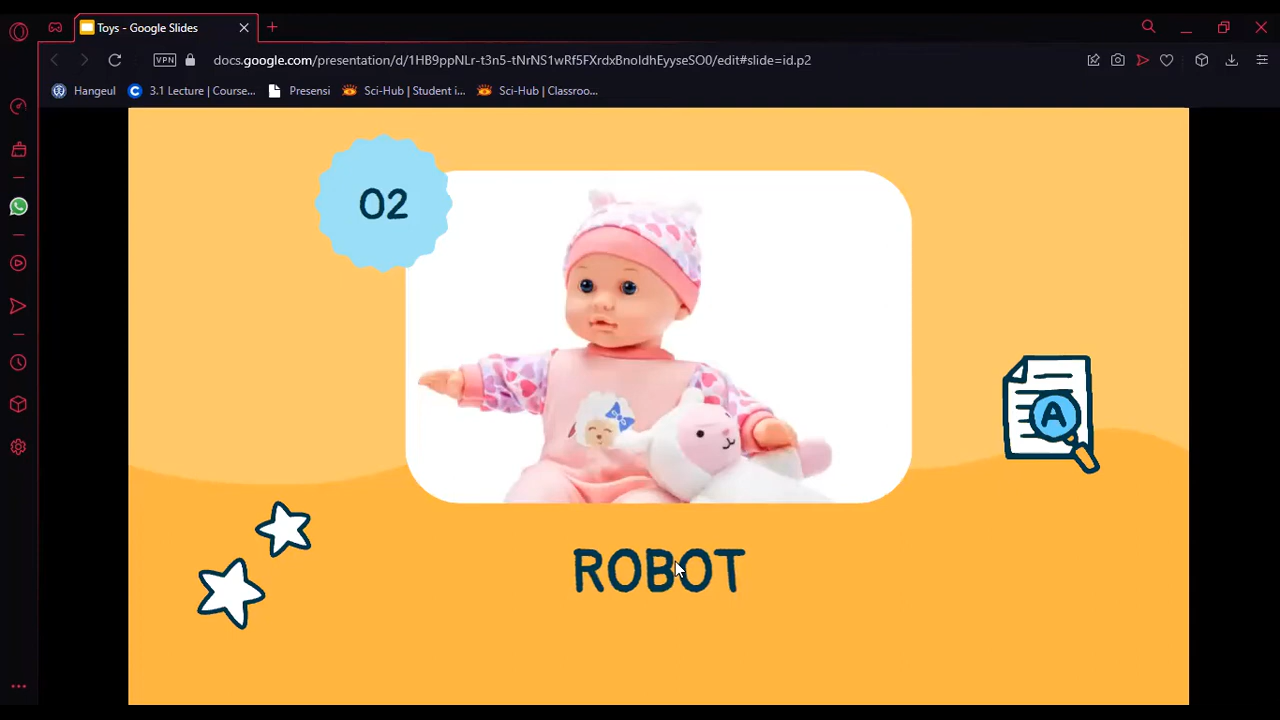 Toys - Google Slides
VPN
docs.google.com/presentation/d/1HB9ppNLr-t3n5-tNrNS1wRf5FXrdxBnoIdhEyyseSO0/edit#slide=id.p2
Hangeul
3.1 Lecture | Course...
Presensi
Sci-Hub | Student i...
Sci-Hub | Classroo...
02
A
ROBOT